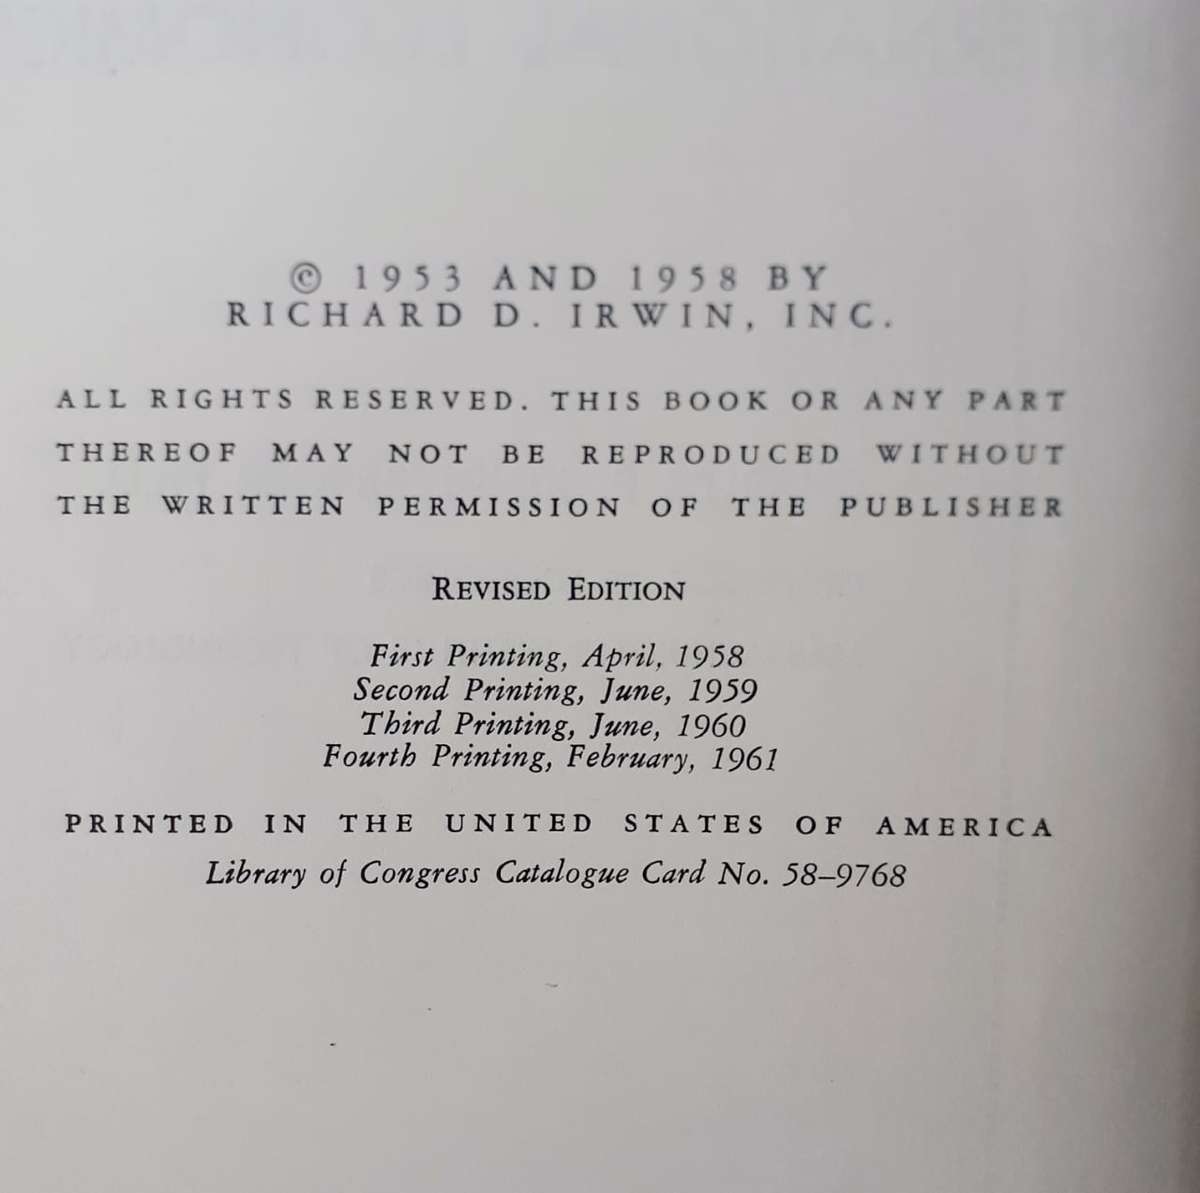 © 1953 AND 1958 BY
RICHARD D. IRWIN, INC.
ALL RIGHTS RESERVED. THIS BOOK OR ANY PART
THEREOF MAY NOT BE REPRODUCED WITHOUT
THE WRITTEN PERMISSION OF THE PUBLISHER
REVISED EDITION
First Printing, April, 1958
Second Printing, June, 1959
Third Printing, June, 1960
Fourth Printing, February, 1961
PRINTED IN THE UNITED STATES OF AMERICA
Library of Congress Catalogue Card No. 58–9768